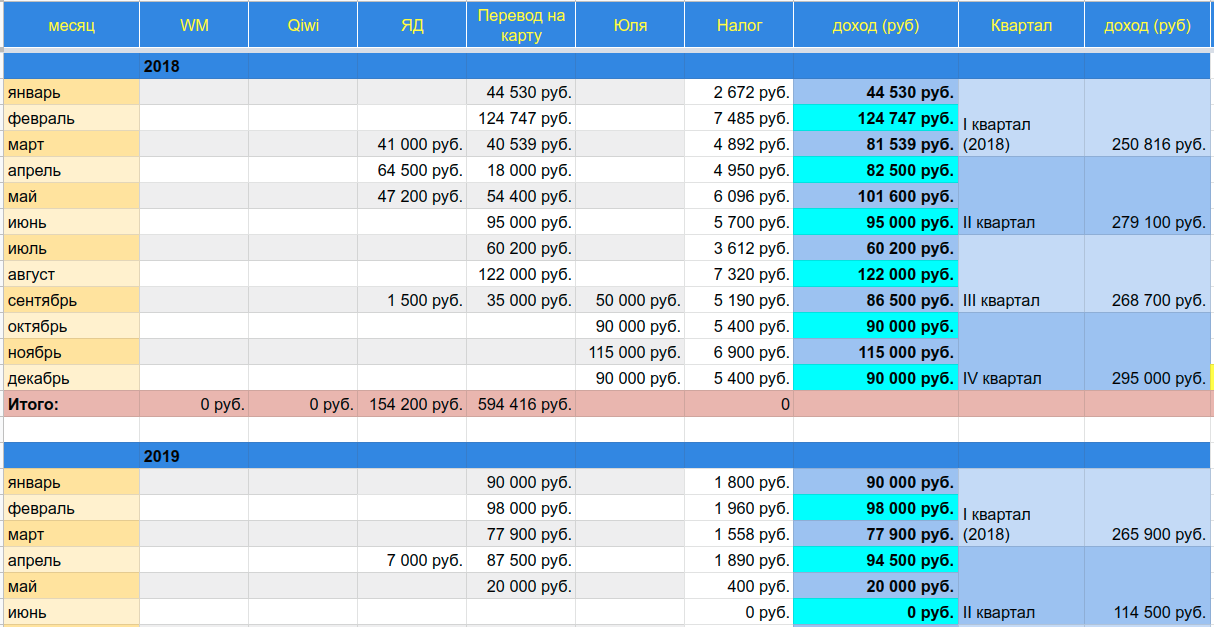 месяц WM Qiwi ЯД Перевод на карту Юля Налог доход (руб) Квартал доход (руб)
2018
январь 44 530 руб. 2 672 руб. 44 530 руб.
февраль 124 747 руб. 7 485 руб. 124 747 руб.
март 41 000 руб. 40 539 руб. 4 892 руб. 81 539 руб. I квартал (2018) 250 816 руб.
апрель 64 500 руб. 18 000 руб. 4 950 руб. 82 500 руб.
май 47 200 руб. 54 400 руб. 6 096 руб. 101 600 руб.
июнь 95 000 руб. 5 700 руб. 95 000 руб. II квартал 279 100 руб.
июль 60 200 руб. 3 612 руб. 60 200 руб.
август 122 000 руб. 7 320 руб. 122 000 руб.
сентябрь 1 500 руб. 35 000 руб. 50 000 руб. 5 190 руб. 86 500 руб. III квартал 268 700 руб.
октябрь 90 000 руб. 5 400 руб. 90 000 руб.
ноябрь 115 000 руб. 6 900 руб. 115 000 руб.
декабрь 90 000 руб. 5 400 руб. 90 000 руб. IV квартал 295 000 руб.
Итого: 0 руб. 0 руб. 154 200 руб. 594 416 руб. 0
2019
январь 90 000 руб. 1 800 руб. 90 000 руб.
февраль 98 000 руб. 1 960 руб. 98 000 руб.
март 77 900 руб. 1 558 руб. 77 900 руб. I квартал (2018) 265 900 руб.
апрель 7 000 руб. 87 500 руб. 1 890 руб. 94 500 руб.
май 20 000 руб. 400 руб. 20 000 руб.
июнь 0 руб. 0 руб. II квартал 114 500 руб.